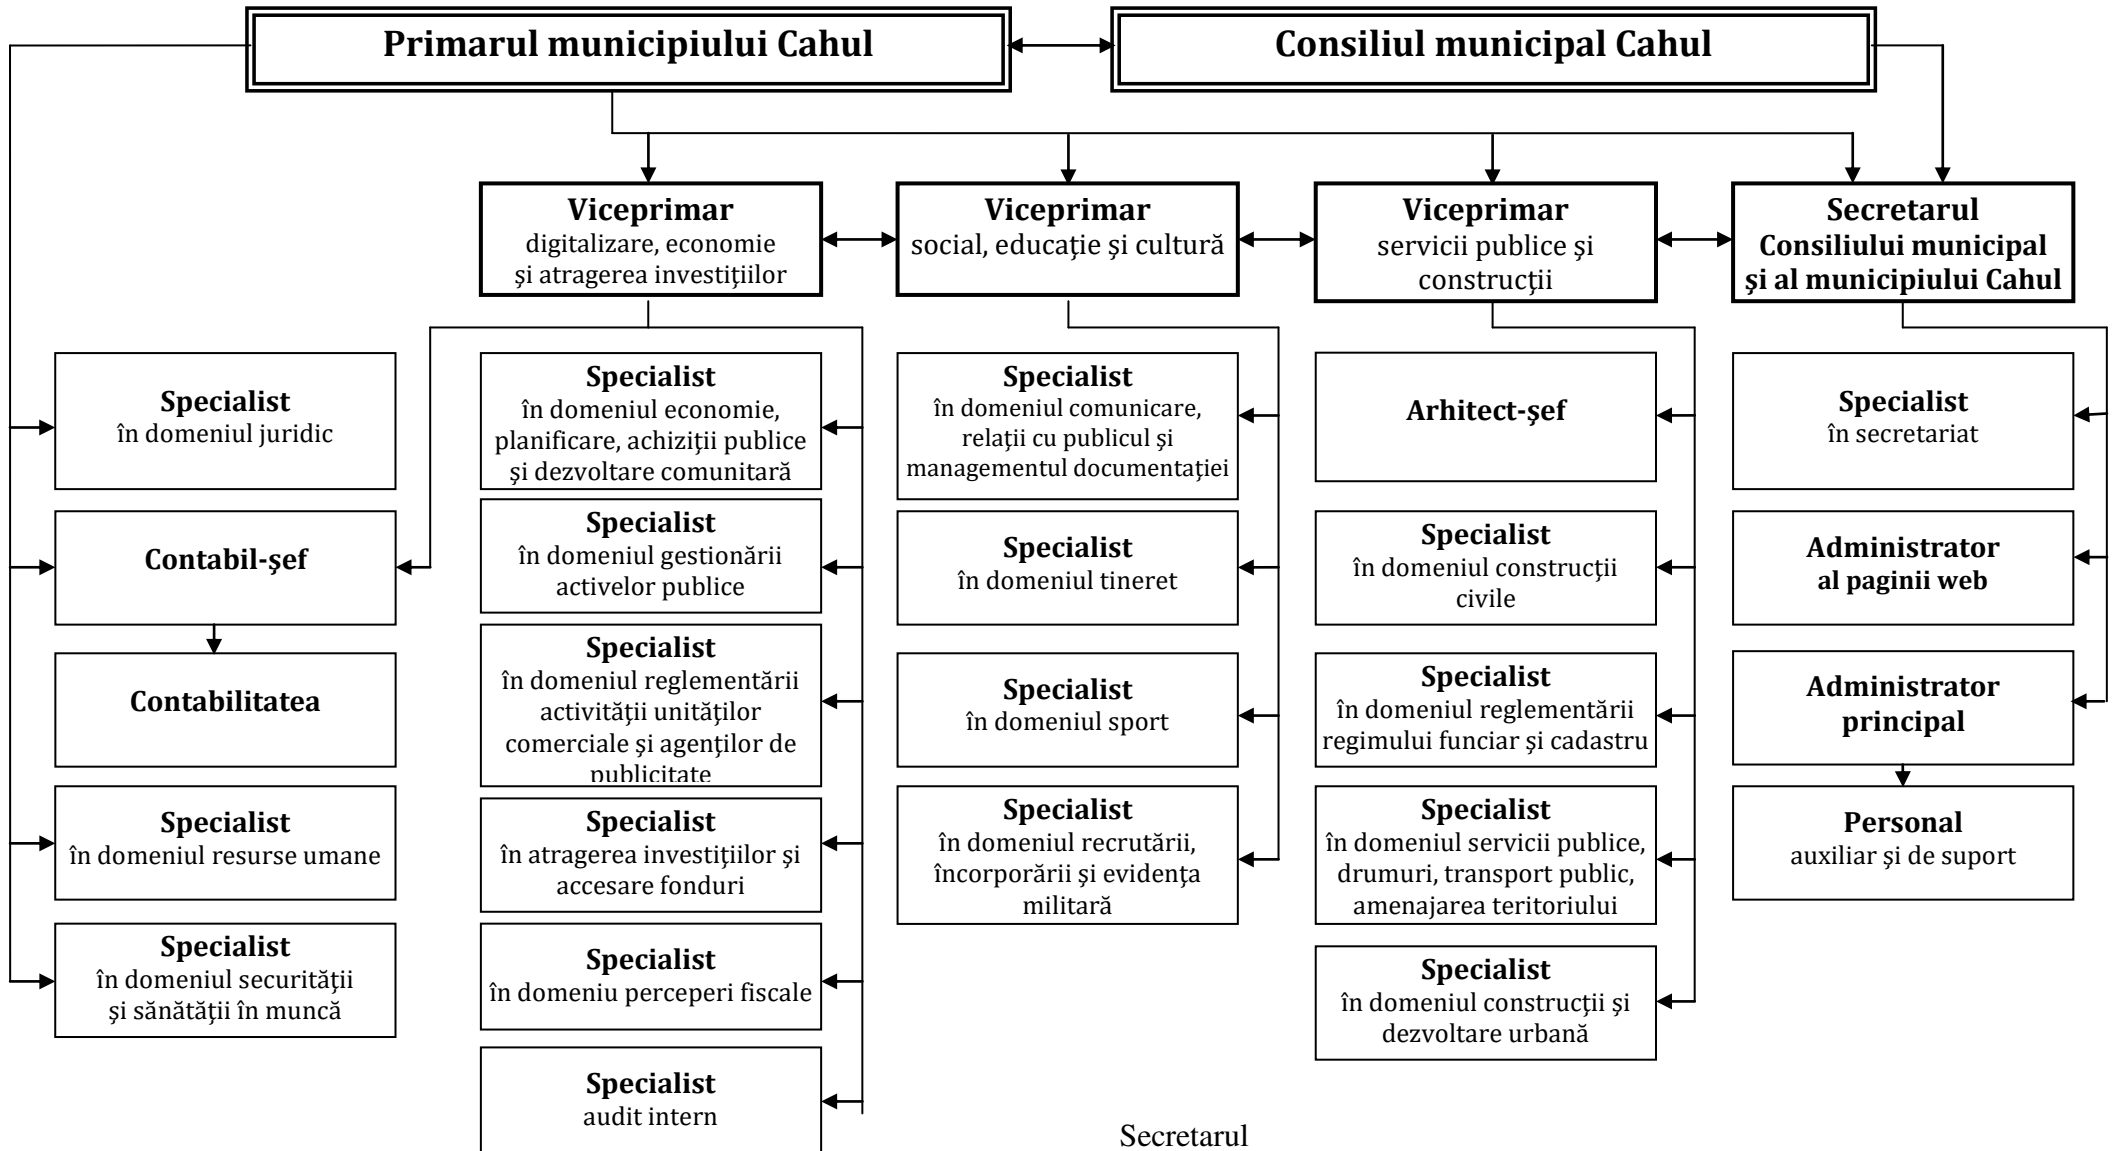 Primarul municipiului Cahul
Consiliul municipal Cahul
Viceprimar
digitalizare, economie
şi atragerea investiţiilor
Viceprimar
social, educaţie şi cultură
Viceprimar
servicii publice şi
construcţii
Secretarul
Consiliului municipal
şi al municipiului Cahul
Specialist
în domeniul juridic
Contabil-şef
Contabilitatea
Specialist
în domeniul resurse umane
Specialist
în domeniul securităţii
şi sănătăţii în muncă
Specialist
în domeniul economie,
planificare, achiziţii publice
şi dezvoltare comunitară
Specialist
în domeniul gestionării
activelor publice
Specialist
în domeniul reglementării
activităţii unităţilor
comerciale şi agenţilor de
publicitate
Specialist
în atragerea investiţiilor şi
accesare fonduri
Specialist
în domeniu perceperi fiscale
Specialist
audit intern
Specialist
în domeniul comunicare,
relaţii cu publicul şi
managementul documentaţiei
Specialist
în domeniul tineret
Specialist
în domeniul sport
Specialist
în domeniul recrutării,
încorporării şi evidenţa
militară
Arhitect-şef
Specialist
în domeniul construcţii
civile
Specialist
în domeniul reglementării
regimului funciar şi cadastru
Specialist
în domeniul servicii publice,
drumuri, transport public,
amenajarea teritoriului
Specialist
în domeniul construcţii şi
dezvoltare urbană
Specialist
în secretariat
Administrator
al paginii web
Administrator
principal
Personal
auxiliar şi de suport
Secretarul